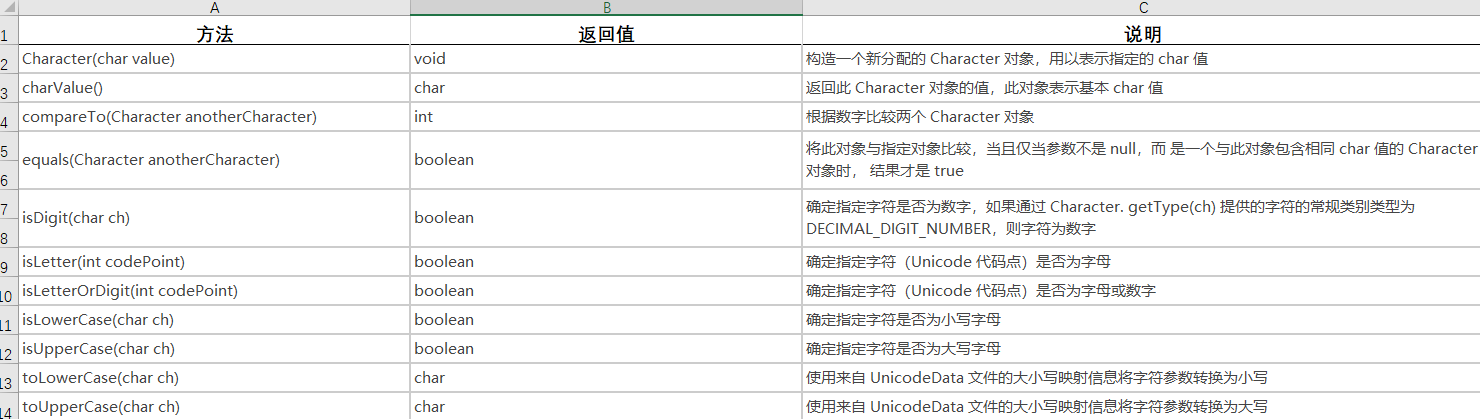 A B C
1 方法 返回值 说明
2 Character(char value) void 构造一个新分配的 Character 对象，用以表示指定的 char 值
3 charValue() char 返回此 Character 对象的值，此对象表示基本 char 值
4 compareTo(Character anotherCharacter) int 根据数字比较两个 Character 对象
5 equals(Character anotherCharacter) boolean 将此对象与指定对象比较，当且仅当参数不是 null，而 是一个与此对象包含相同 char 值的 Character
6 对象时， 结果才是 true
7 isDigit(char ch) boolean 确定指定字符是否为数字，如果通过 Character. getType(ch) 提供的字符的常规类别类型为
8 DECIMAL_DIGIT_NUMBER，则字符为数字
9 isLetter(int codePoint) boolean 确定指定字符（Unicode 代码点）是否为字母
10 isLetterOrDigit(int codePoint) boolean 确定指定字符（Unicode 代码点）是否为字母或数字
11 isLowerCase(char ch) boolean 确定指定字符是否为小写字母
12 isUpperCase(char ch) boolean 确定指定字符是否为大写字母
13 toLowerCase(char ch) char 使用来自 UnicodeData 文件的大小写映射信息将字符参数转换为小写
14 toUpperCase(char ch) char 使用来自 UnicodeData 文件的大小写映射信息将字符参数转换为大写